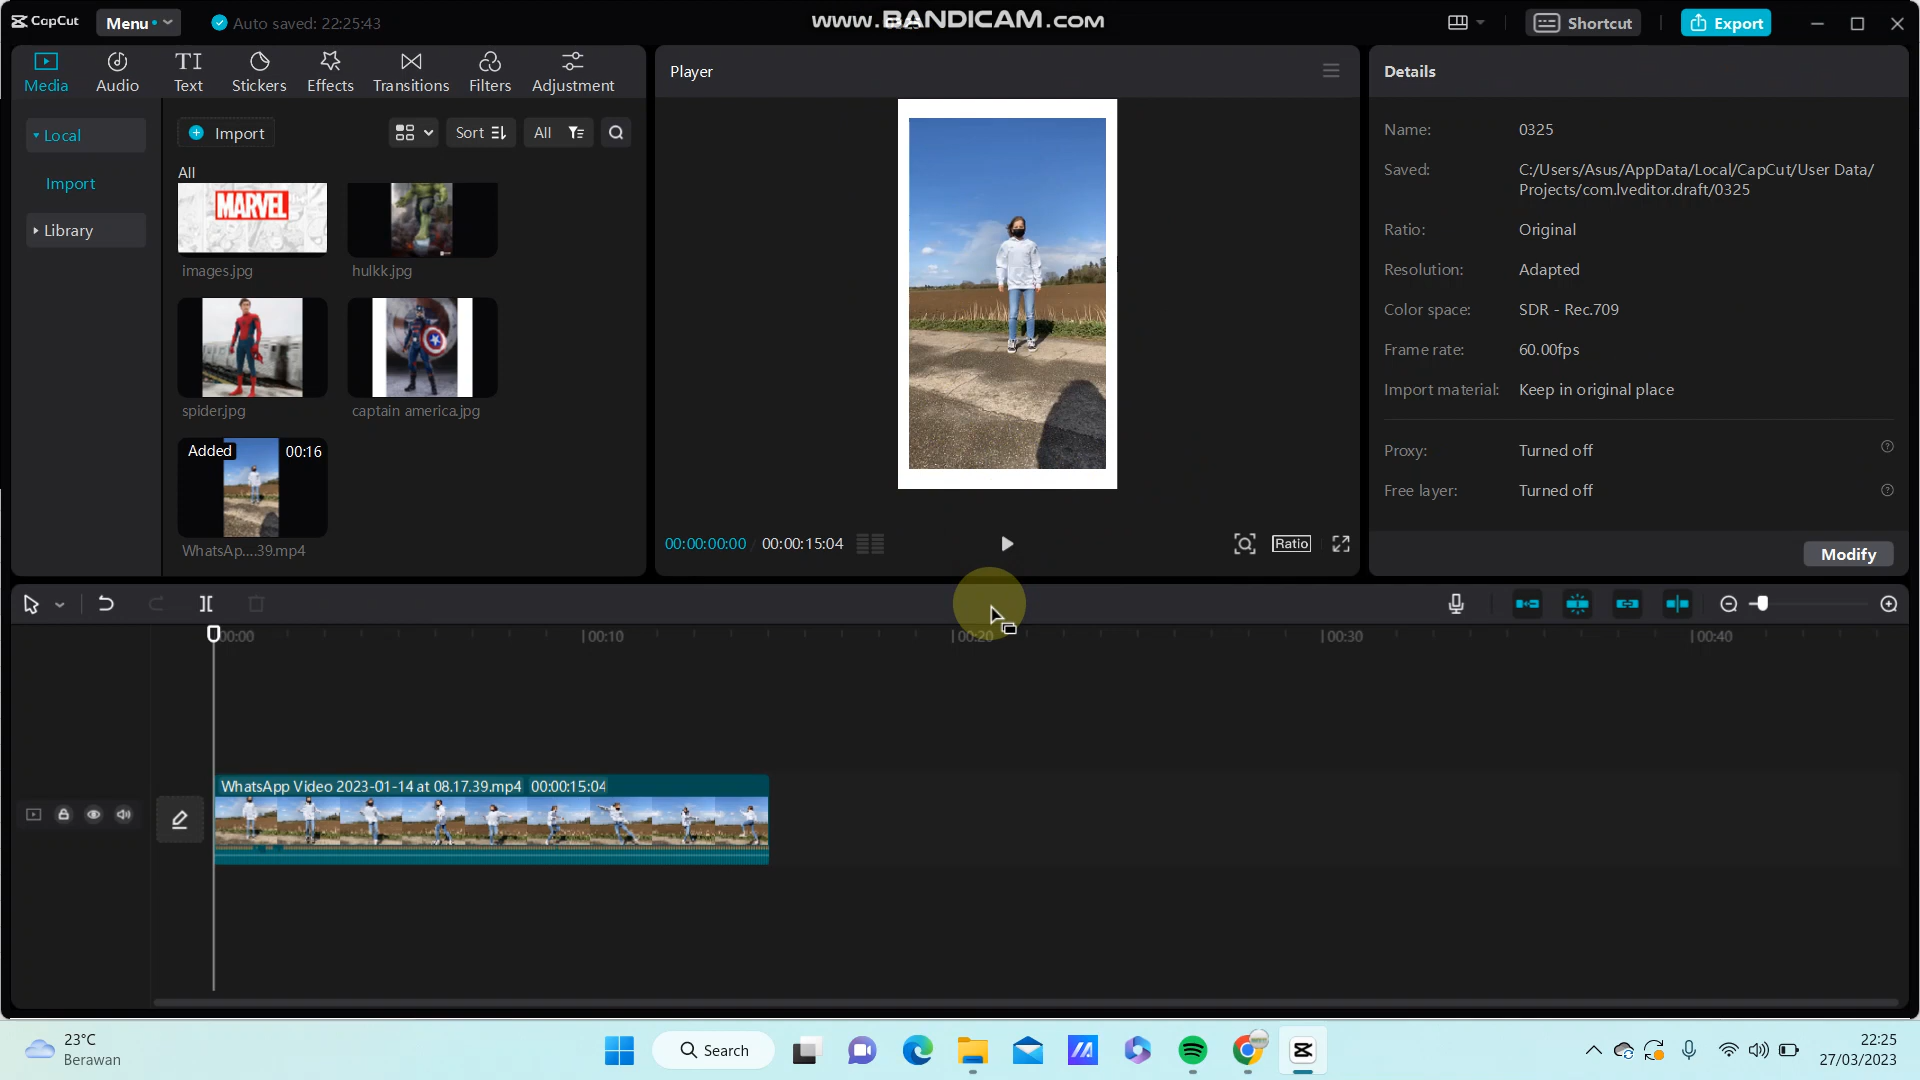 CapCut
Menu
Auto saved: 22:25:43
www.BANDICAM.com
Shortcut
Export
Media
Audio
Text
Stickers
Effects
Transitions
Filters
Adjustment
Local
Import
Library
Import
Sort
All
All
MARVEL
images.jpg
hulkk.jpg
spider.jpg
captain america.jpg
Added
00:16
WhatsAp....39.mp4
Player
00:00:00:00
00:00:15:04
Ratio
Details
Name: 0325
Saved: C:/Users/Asus/AppData/Local/CapCut/User Data/
Projects/com.lveditor.draft/0325
Ratio: Original
Resolution: Adapted
Color space: SDR - Rec.709
Frame rate: 60.00fps
Import material: Keep in original place
Proxy: Turned off
Free layer: Turned off
Modify
00:00
00:10
00:20
00:30
00:40
WhatsApp Video 2023-01-14 at 08.17.39.mp4 00:00:15:04
23°C
Berawan
Search
22:25
27/03/2023